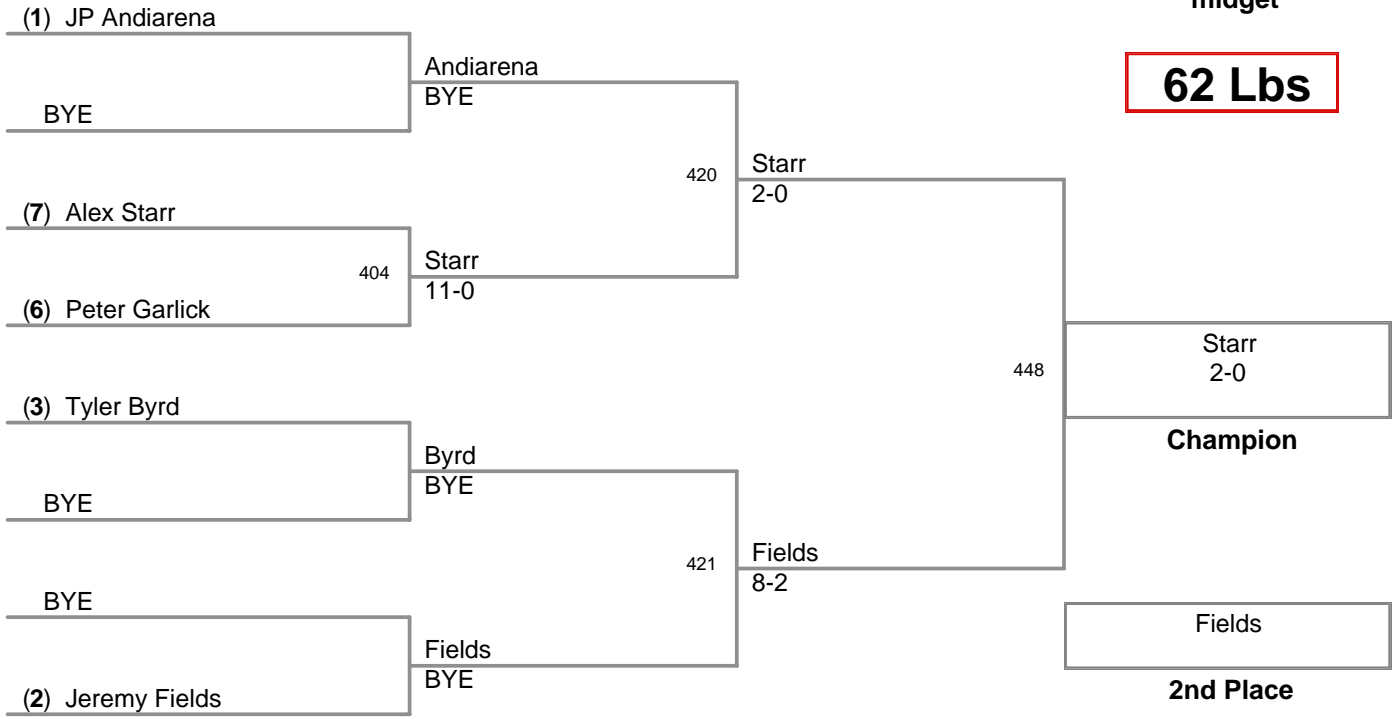 midget
62 Lbs
(1) JP Andiarena
BYE
(7) Alex Starr
(6) Peter Garlick
(3) Tyler Byrd
BYE
BYE
(2) Jeremy Fields
Andiarena
BYE
404
Starr
11-0
Byrd
BYE
Fields
BYE
420
Starr
2-0
421
Fields
8-2
448
Starr
2-0
Champion
Fields
2nd Place